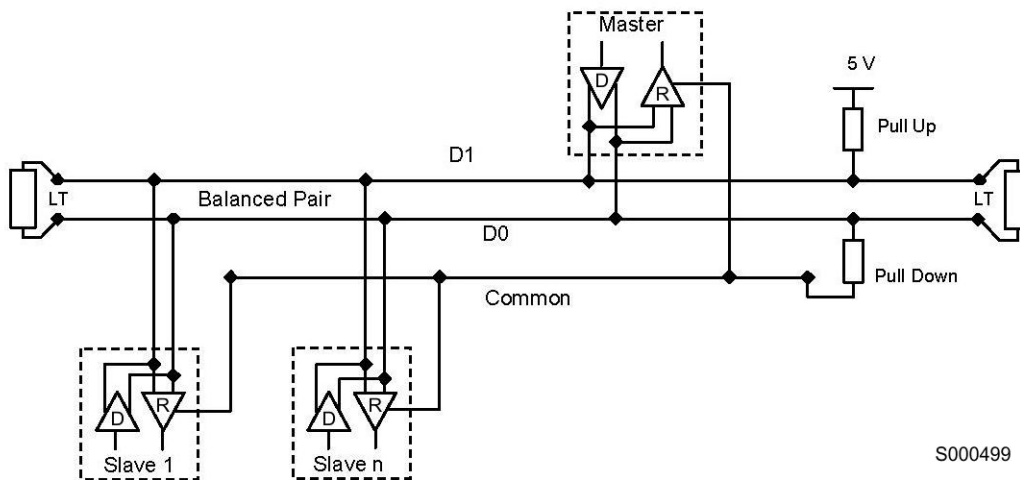 Master
D
R
5 V
Pull Up
D1
LT
Balanced Pair
LT
D0
Pull Down
Common
D
R
D
R
Slave 1
Slave n
S000499